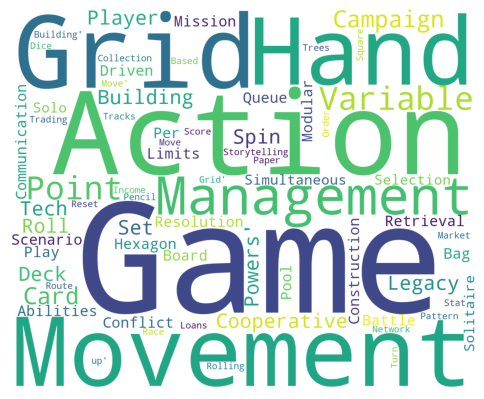 Building'
Dice
Player
Mission
Campaign
Grid
Hand
Trees
Square
Collection
Driven
Based
Move'
Building
Queue
Modular
Variable
Trading
Tracks
Score
Order
Communication
Solo
Per
Move
Spin
Limits
Storytelling
Paper
Action
Point
Grid'
Income
Simultaneous
Selection
Pencil
Management
Tech
Reset
Roll
Set
Resolution
Powers'
Construction
Retrieval
Scenario
Hexagon
Game
Play
Board
Market
Deck
Route
Pool
Bag
Card
Legacy
Stat
Abilities
Solitaire
Conflict
Loans
Cooperative
Battle
Pattern
Race
Network
Movement
up'
Rolling
Turn